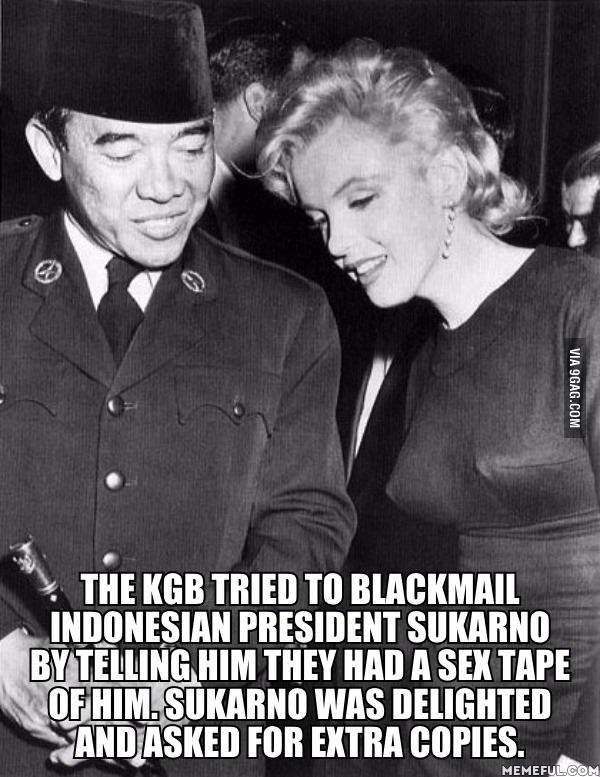 VIA 9GAG.COM
THE KGB TRIED TO BLACKMAIL
INDONESIAN PRESIDENT SUKARNO
BY TELLING HIM THEY HAD A SEX TAPE
OF HIM. SUKARNO WAS DELIGHTED
AND ASKED FOR EXTRA COPIES.
MEMEFUL.COM